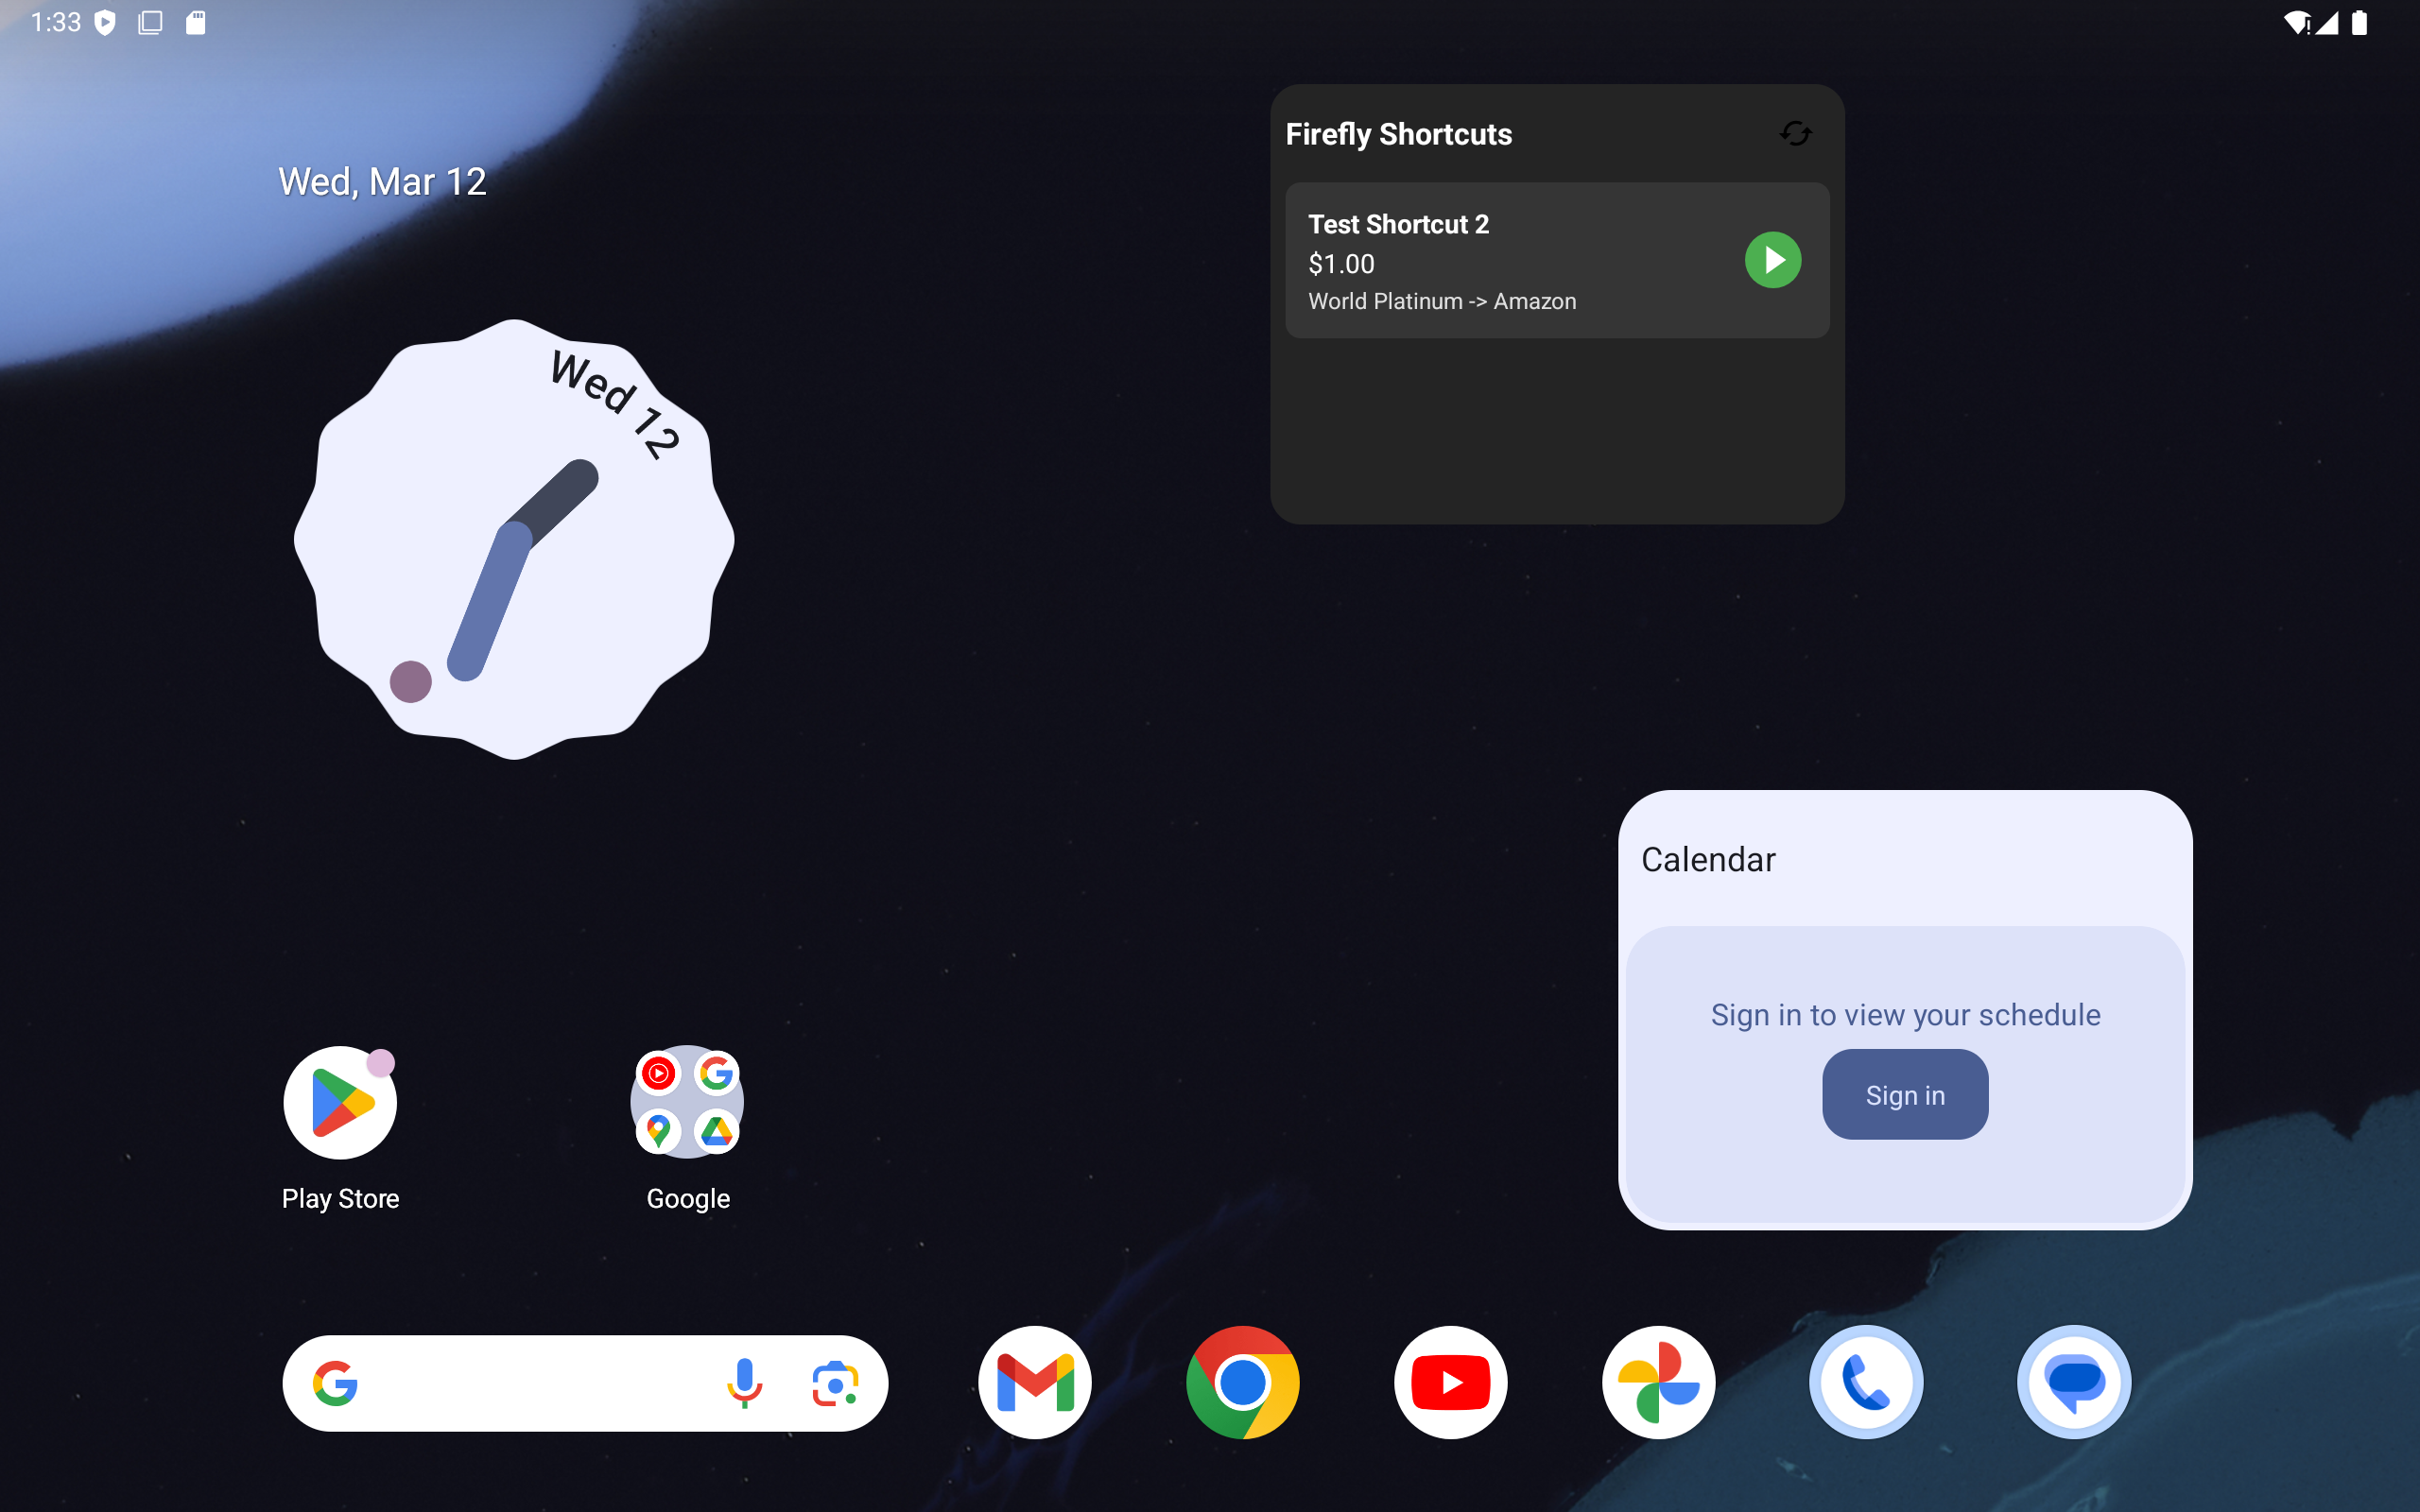 1:33
Wed, Mar 12
Wed 12
Firefly Shortcuts
Test Shortcut 2
$1.00
World Platinum -> Amazon
Calendar
Sign in to view your schedule
Sign in
Play Store
Google